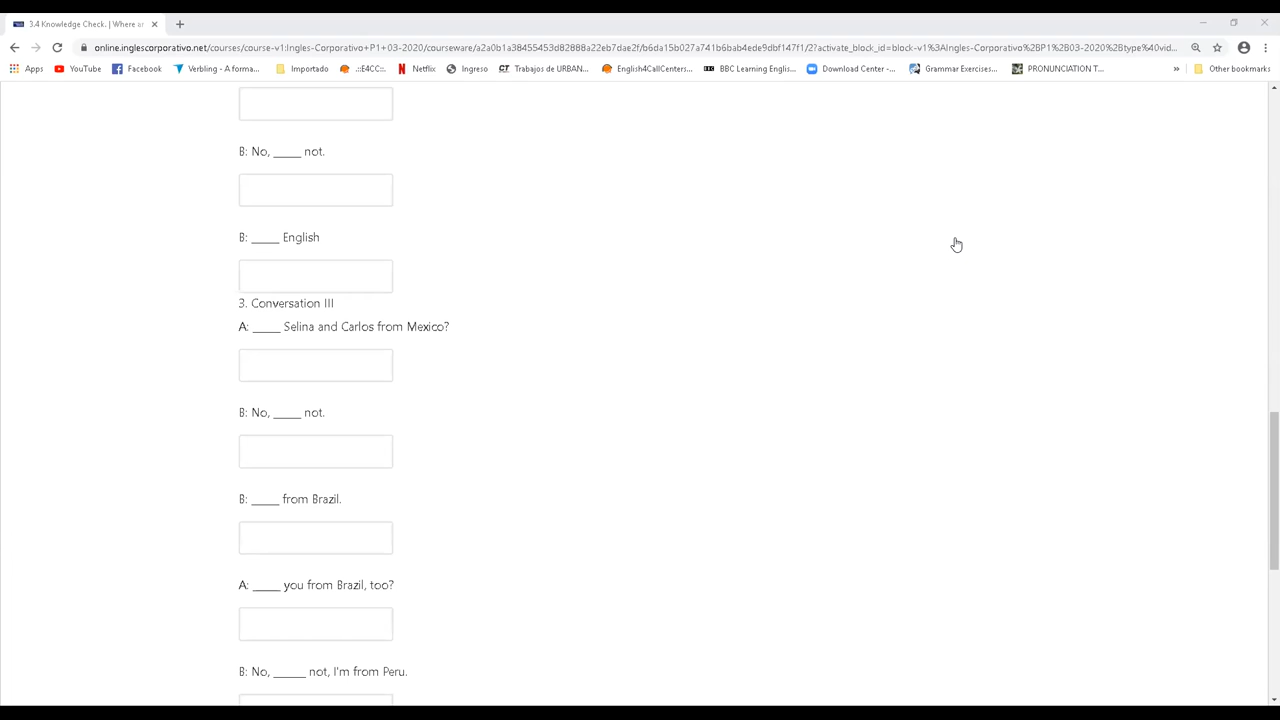 3.4 Knowledge Check. | Where ar
online.inglescorporativo.net/courses/course-v1:Ingles-Corporativo+P1+03-2020/courseware/a2a0b1a38455453d82888a22eb7dae2f/b6da15b027a741b6bab4ede9dbf147f1/2?activate_block_id=block-v1%3AIngles-Corporativo%2BP1%2B03-2020%2Btype%40vid...
Apps YouTube Facebook Verbling - A forma... Importado .::E4CC::. Netflix Ingreso Trabajos de URBAN... English4CallCenters... BBC Learning Englis... Download Center -... Grammar Exercises... PRONUNCIATION T... » Other bookmarks
B: No, _____ not.
B: _____ English
3. Conversation III
A: _____ Selina and Carlos from Mexico?
B: No, _____ not.
B: _____ from Brazil.
A: _____ you from Brazil, too?
B: No, ______ not, I'm from Peru.